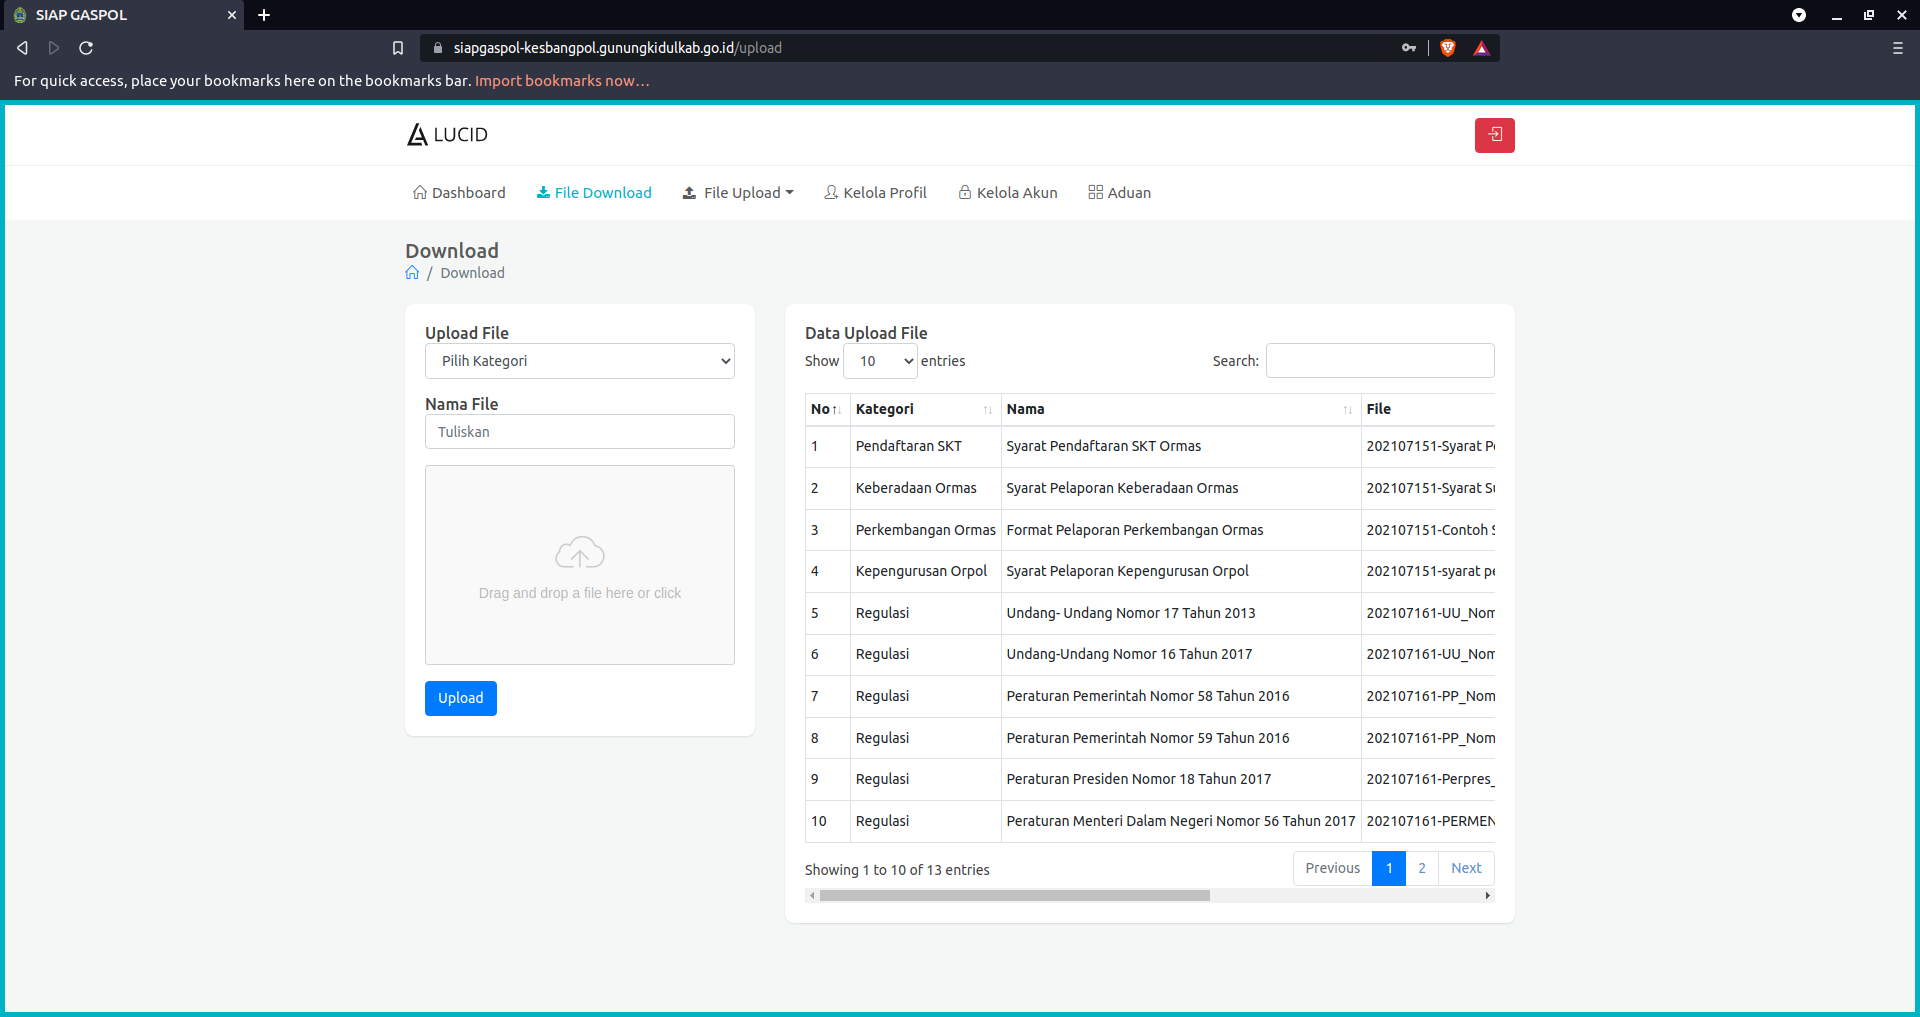 SIAP GASPOL
siapgaspol-kesbangpol.gunungkidulkab.go.id/upload
For quick access, place your bookmarks here on the bookmarks bar. Import bookmarks now...
LUCID
Dashboard File Download File Upload Kelola Profil Kelola Akun Aduan
Download
/ Download
Upload File
Pilih Kategori
Nama File
Tuliskan
Drag and drop a file here or click
Upload
Data Upload File
Show 10 entries Search:
No Kategori Nama File
1 Pendaftaran SKT Syarat Pendaftaran SKT Ormas 202107151-Syarat
2 Keberadaan Ormas Syarat Pelaporan Keberadaan Ormas 202107151-Syarat
3 Perkembangan Ormas Format Pelaporan Perkembangan Ormas 202107151-Contoh
4 Kepengurusan Orpol Syarat Pelaporan Kepengurusan Orpol 202107151-syarat
5 Regulasi Undang- Undang Nomor 17 Tahun 2013 202107161-UU_Nom
6 Regulasi Undang-Undang Nomor 16 Tahun 2017 202107161-UU_Nom
7 Regulasi Peraturan Pemerintah Nomor 58 Tahun 2016 202107161-PP_Nom
8 Regulasi Peraturan Pemerintah Nomor 59 Tahun 2016 202107161-PP_Nom
9 Regulasi Peraturan Presiden Nomor 18 Tahun 2017 202107161-Perpres_
10 Regulasi Peraturan Menteri Dalam Negeri Nomor 56 Tahun 2017 202107161-PERMEN
Showing 1 to 10 of 13 entries Previous 1 2 Next